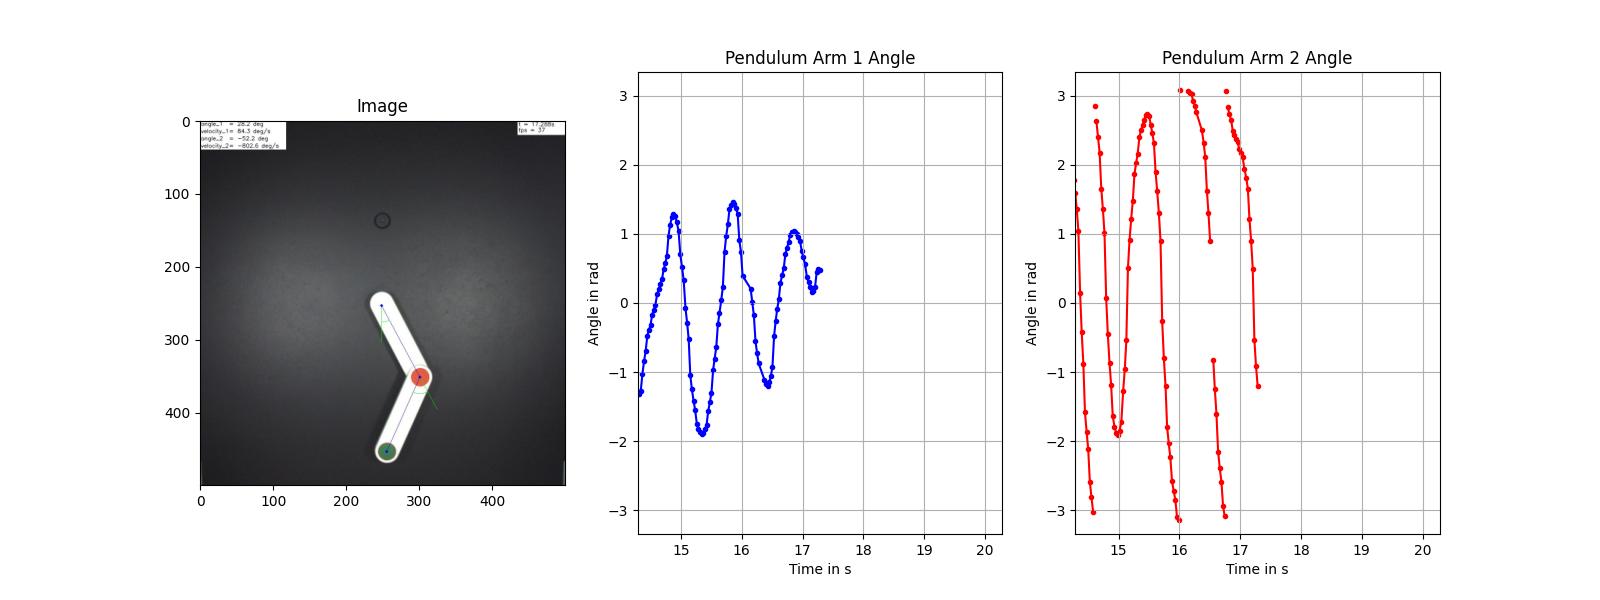 Image
angle_1 = 28.2 deg
velocity_1= 84.3 deg/s
angle_2 = -52.2 deg
velocity_2= -802.6 deg/s
t = 17.288s
fps = 37
0
100
200
300
400
0 100 200 300 400
Pendulum Arm 1 Angle
Angle in rad
3
2
1
0
−1
−2
−3
15 16 17 18 19 20
Time in s
Pendulum Arm 2 Angle
Angle in rad
3
2
1
0
−1
−2
−3
15 16 17 18 19 20
Time in s